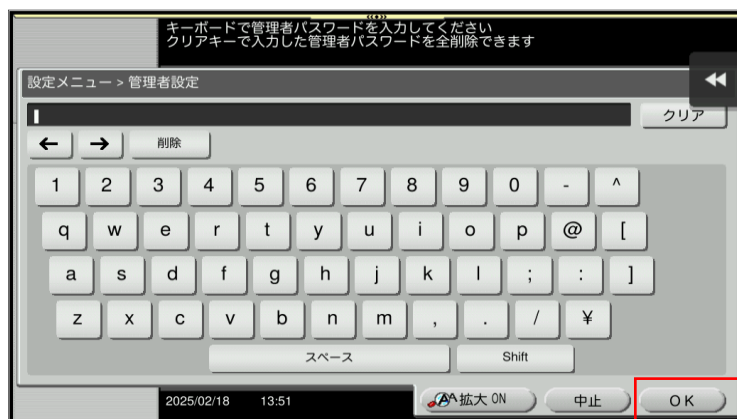 キーボードで管理者パスワードを入力してください
クリアキーで入力した管理者パスワードを全削除できます
設定メニュー > 管理者設定
クリア
← → 削除
1 2 3 4 5 6 7 8 9 0 - ^
q w e r t y u i o p @ [
a s d f g h j k l ; : ]
z x c v b n m , . / ¥
スペース Shift
2025/02/18 13:51 拡大 ON 中止 OK